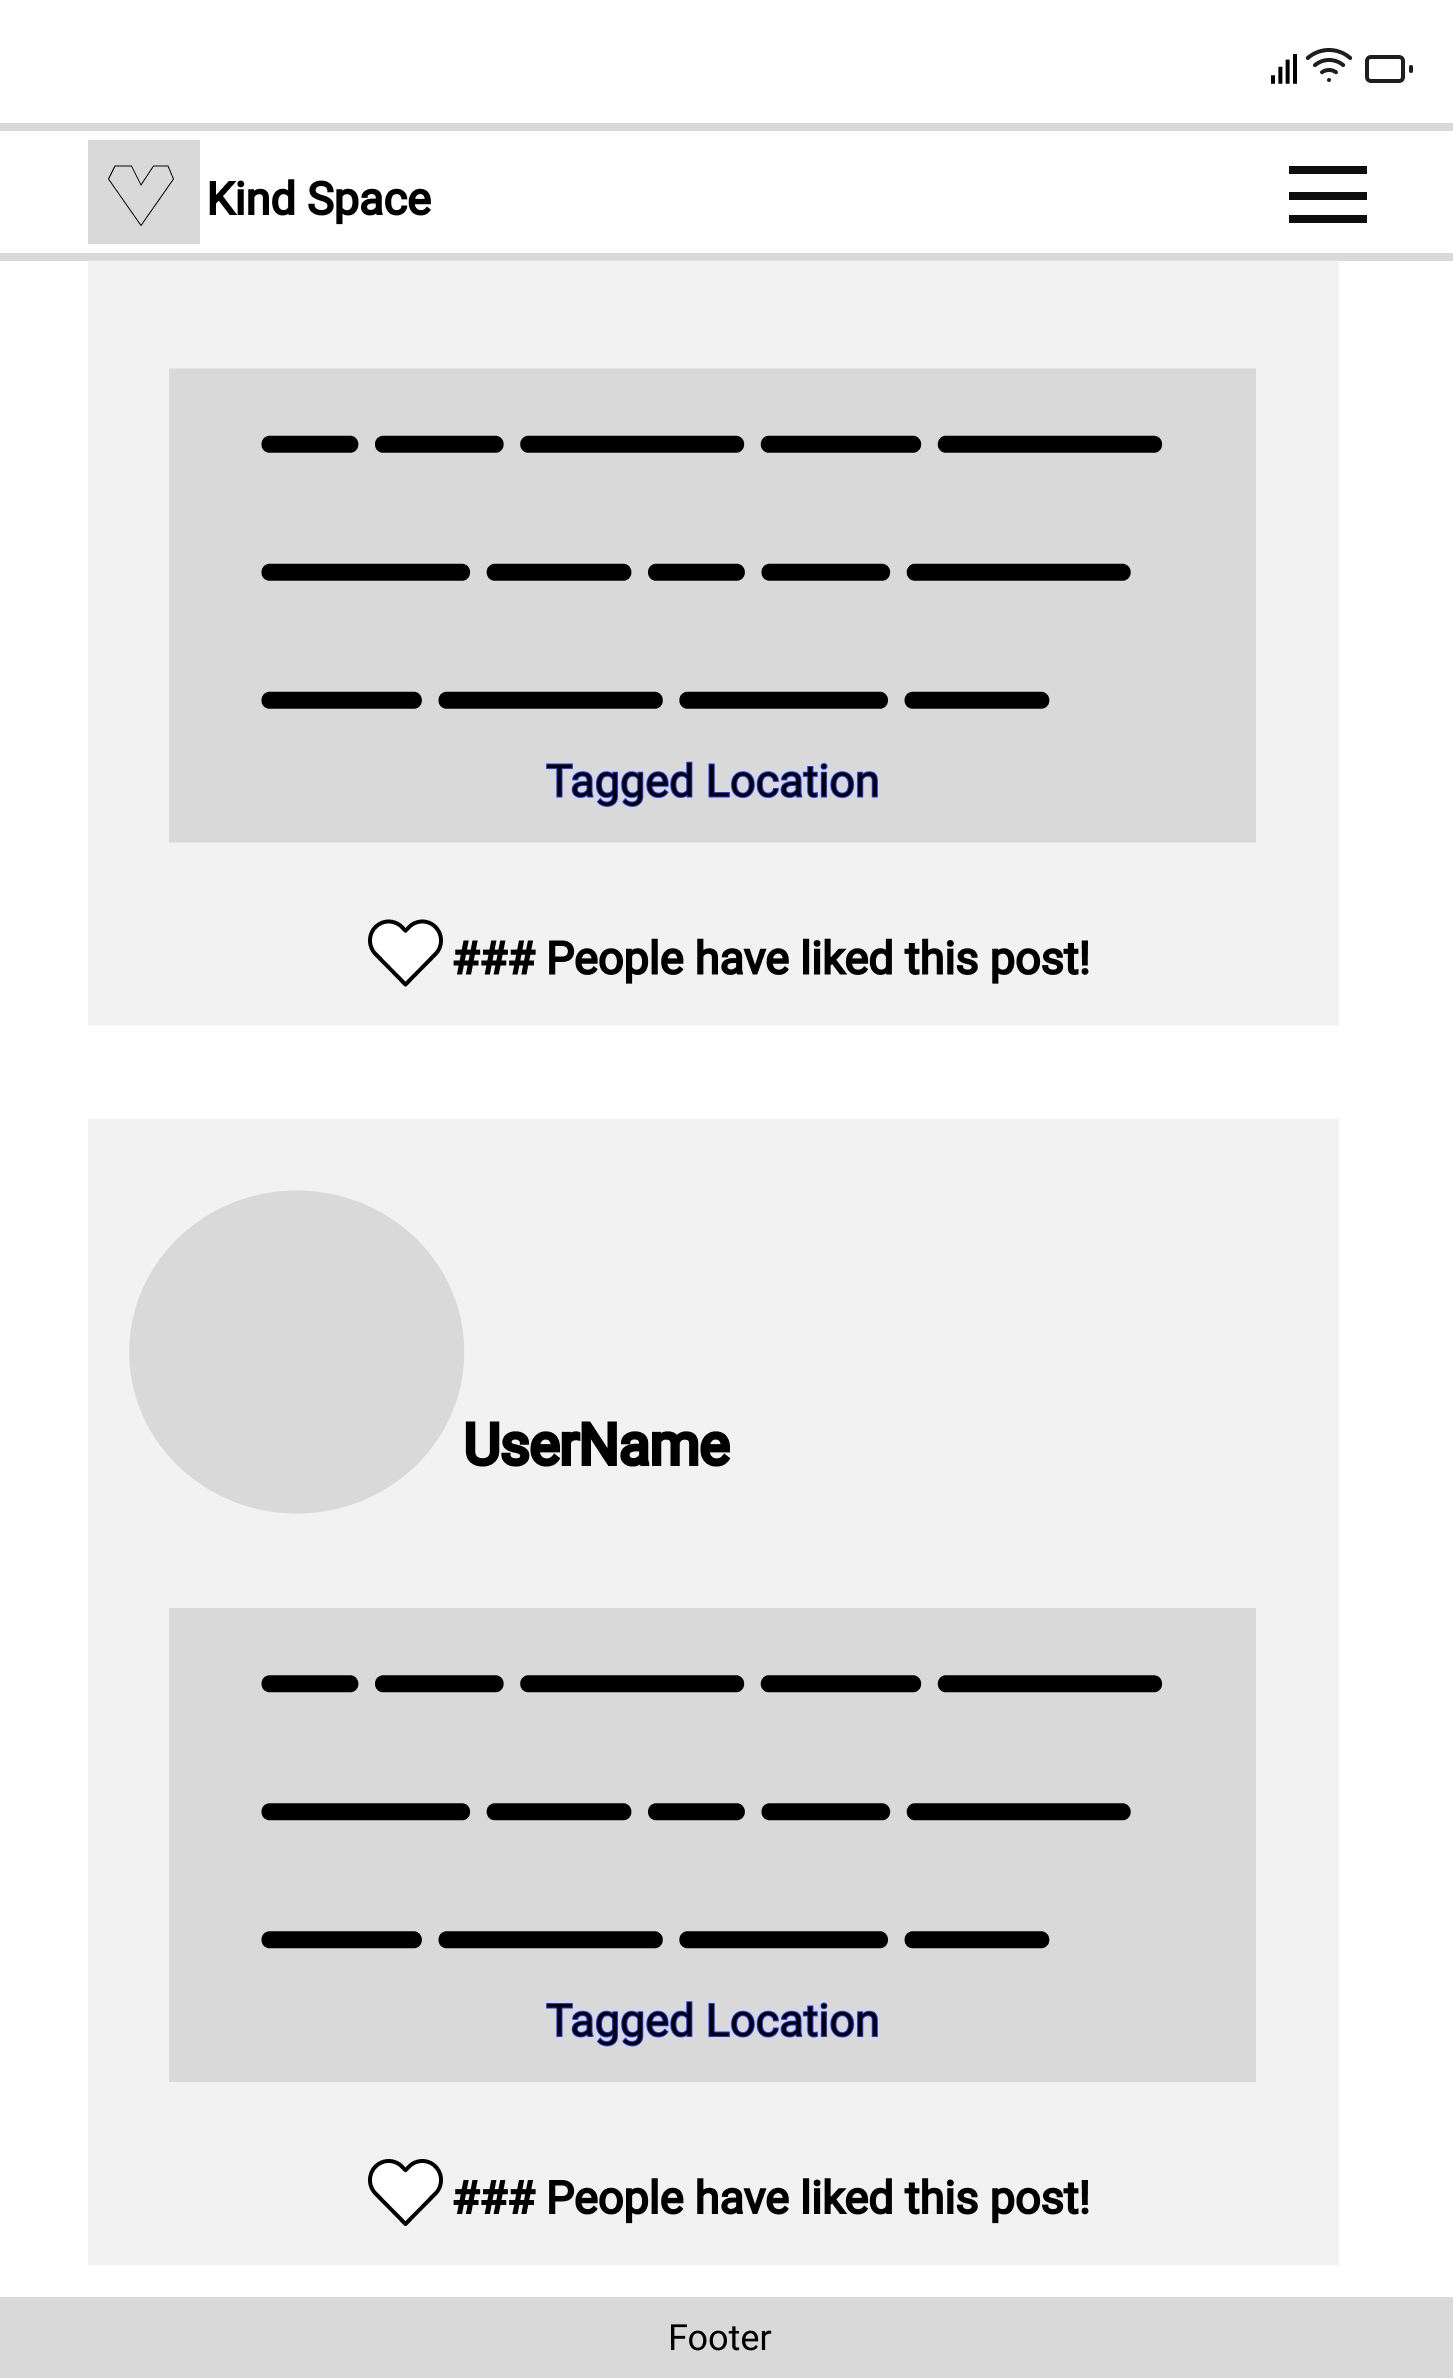 Kind Space
Tagged Location
### People have liked this post!
UserName
Tagged Location
### People have liked this post!
Footer